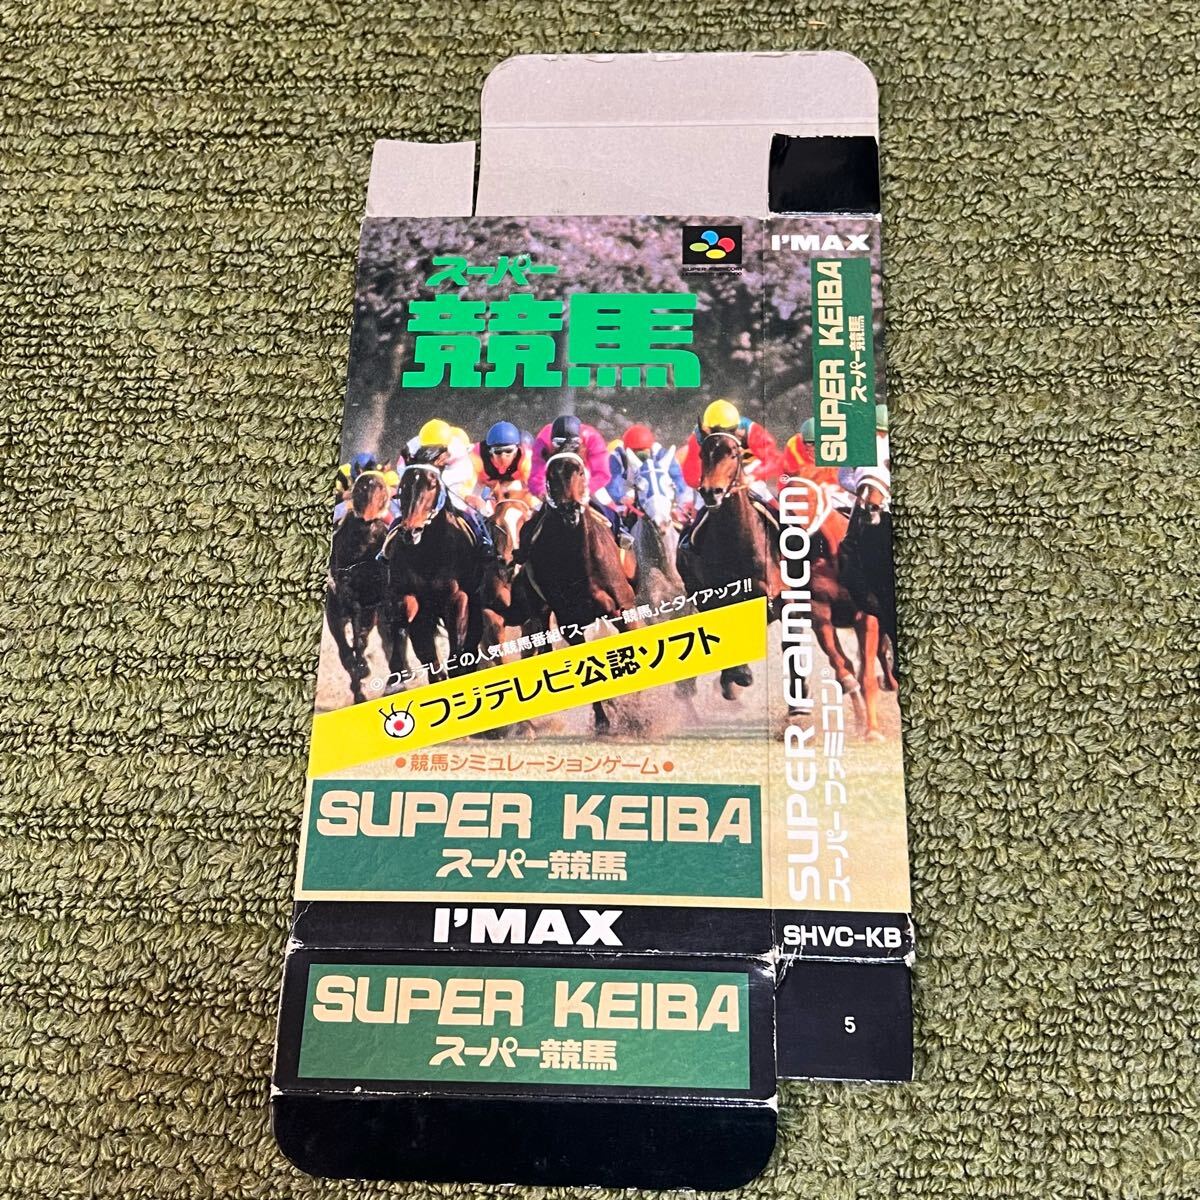 スーパー
競馬
SUPER FAMICOM
©フジテレビの人気競馬番組「スーパー競馬」とタイアップ!!
フジテレビ公認ソフト
●競馬シミュレーションゲーム●
SUPER KEIBA
スーパー競馬
I'MAX
SUPER KEIBA
スーパー競馬
I'MAX
SUPER KEIBA
スーパー競馬
SUPER FAMICOM®
スーパーファミコン®
SHVC-KB
5